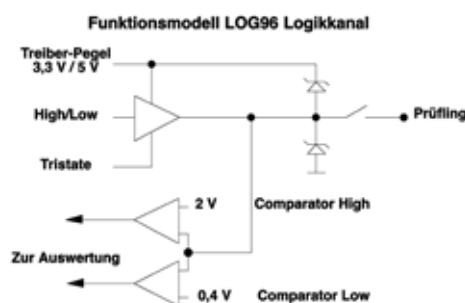 Funktionsmodell LOG96 Logikkanal
Treiber-Pegel
3,3 V / 5 V
High/Low
Prüfling
Tristate
2 V
Comparator High
Zur Auswertung
0,4 V
Comparator Low